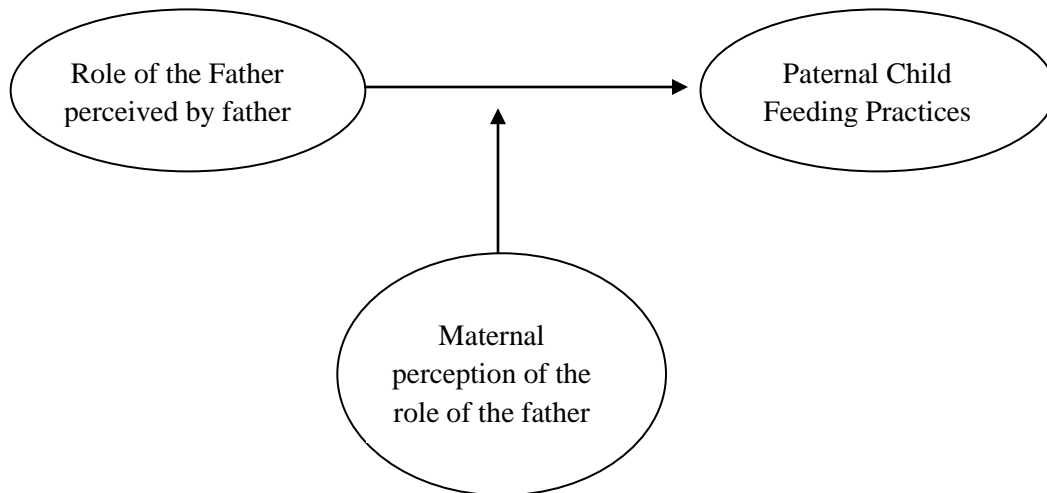 Role of the Father
perceived by father
Paternal Child
Feeding Practices
Maternal
perception of the
role of the father